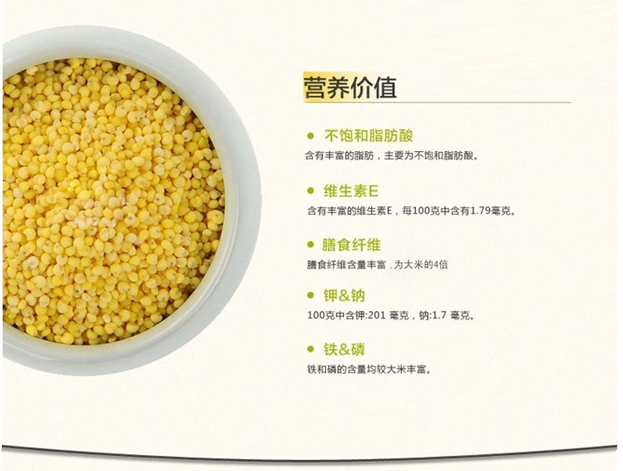 营养价值
不饱和脂肪酸
含有丰富的脂肪，主要为不饱和脂肪酸。
维生素E
含有丰富的维生素E，每100克中含有1.79毫克。
膳食纤维
膳食纤维含量丰富，为大米的4倍
钾&钠
100克中含钾:201 毫克，钠:1.7 毫克。
铁&磷
铁和磷的含量均较大米丰富。